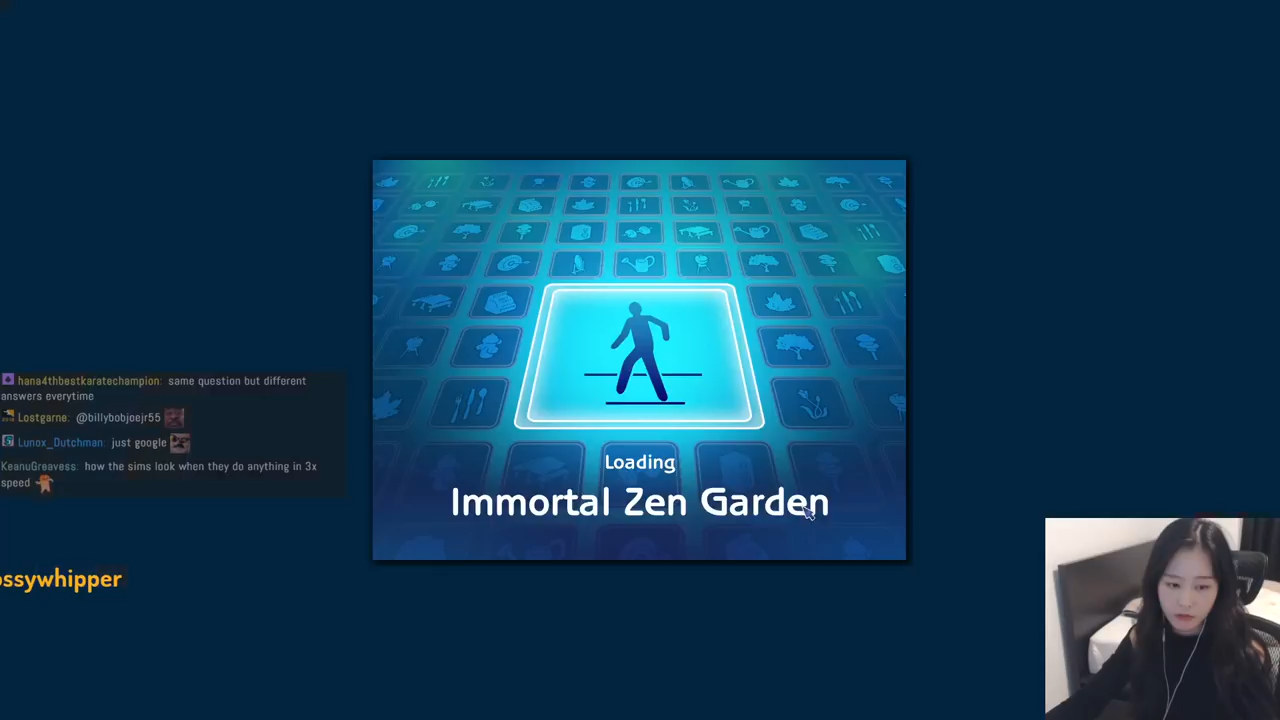 hana4thbestkaratechampion: same question but different
answers everytime
Lostgarne: @billybobjoejr55
Lunox_Dutchman: just google
KeanuGreavess: how the sims look when they do anything in 3x
speed
ossywhipper
Loading
Immortal Zen Garden